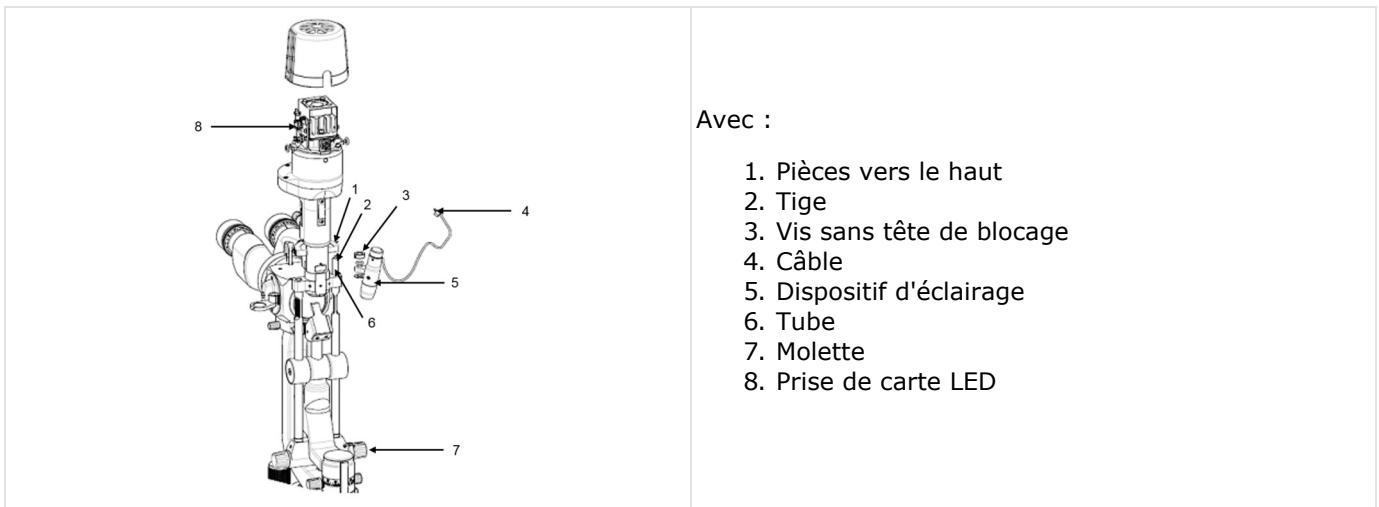 8
1
2
3
4
5
6
7
Avec :
1. Pièces vers le haut
2. Tige
3. Vis sans tête de blocage
4. Câble
5. Dispositif d'éclairage
6. Tube
7. Molette
8. Prise de carte LED